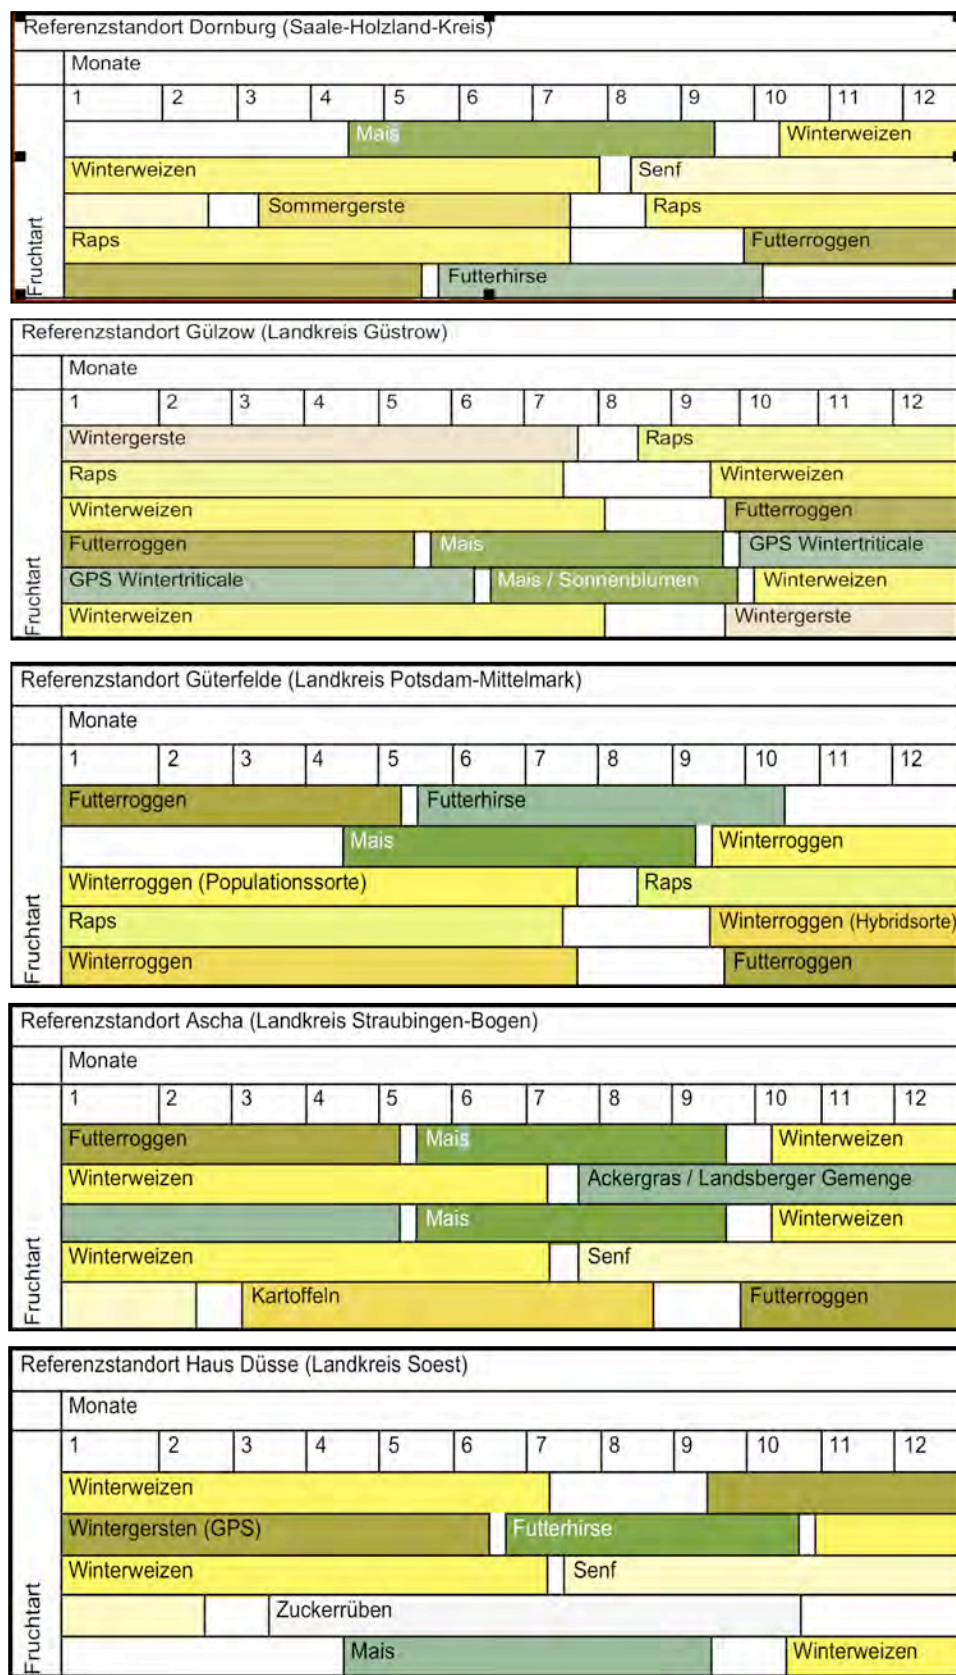 Referenzstandort Dornburg (Saale-Holzland-Kreis)
Monate
1 2 3 4 5 6 7 8 9 10 11 12
Fruchtart
Mais Winterweizen
Winterweizen Senf
Sommergerste Raps
Raps Futterroggen
Futterhirse
Referenzstandort Gülzow (Landkreis Güstrow)
Monate
1 2 3 4 5 6 7 8 9 10 11 12
Fruchtart
Wintergerste Raps
Raps Winterweizen
Winterweizen Futterroggen
Futterroggen Mais GPS Wintertriticale
GPS Wintertriticale Mais / Sonnenblumen Winterweizen
Winterweizen Wintergerste
Referenzstandort Güterfelde (Landkreis Potsdam-Mittelmark)
Monate
1 2 3 4 5 6 7 8 9 10 11 12
Fruchtart
Futterroggen Futterhirse
Mais Winterroggen
Winterroggen (Populationssorte) Raps
Raps Winterroggen (Hybridsorte)
Winterroggen Futterroggen
Referenzstandort Ascha (Landkreis Straubingen-Bogen)
Monate
1 2 3 4 5 6 7 8 9 10 11 12
Fruchtart
Futterroggen Mais Winterweizen
Winterweizen Ackergras / Landsberger Gemenge
Mais Winterweizen
Winterweizen Senf
Kartoffeln Futterroggen
Referenzstandort Haus Düsse (Landkreis Soest)
Monate
1 2 3 4 5 6 7 8 9 10 11 12
Fruchtart
Winterweizen
Wintergersten (GPS) Futterhirse
Winterweizen Senf
Zuckerrüben
Mais Winterweizen